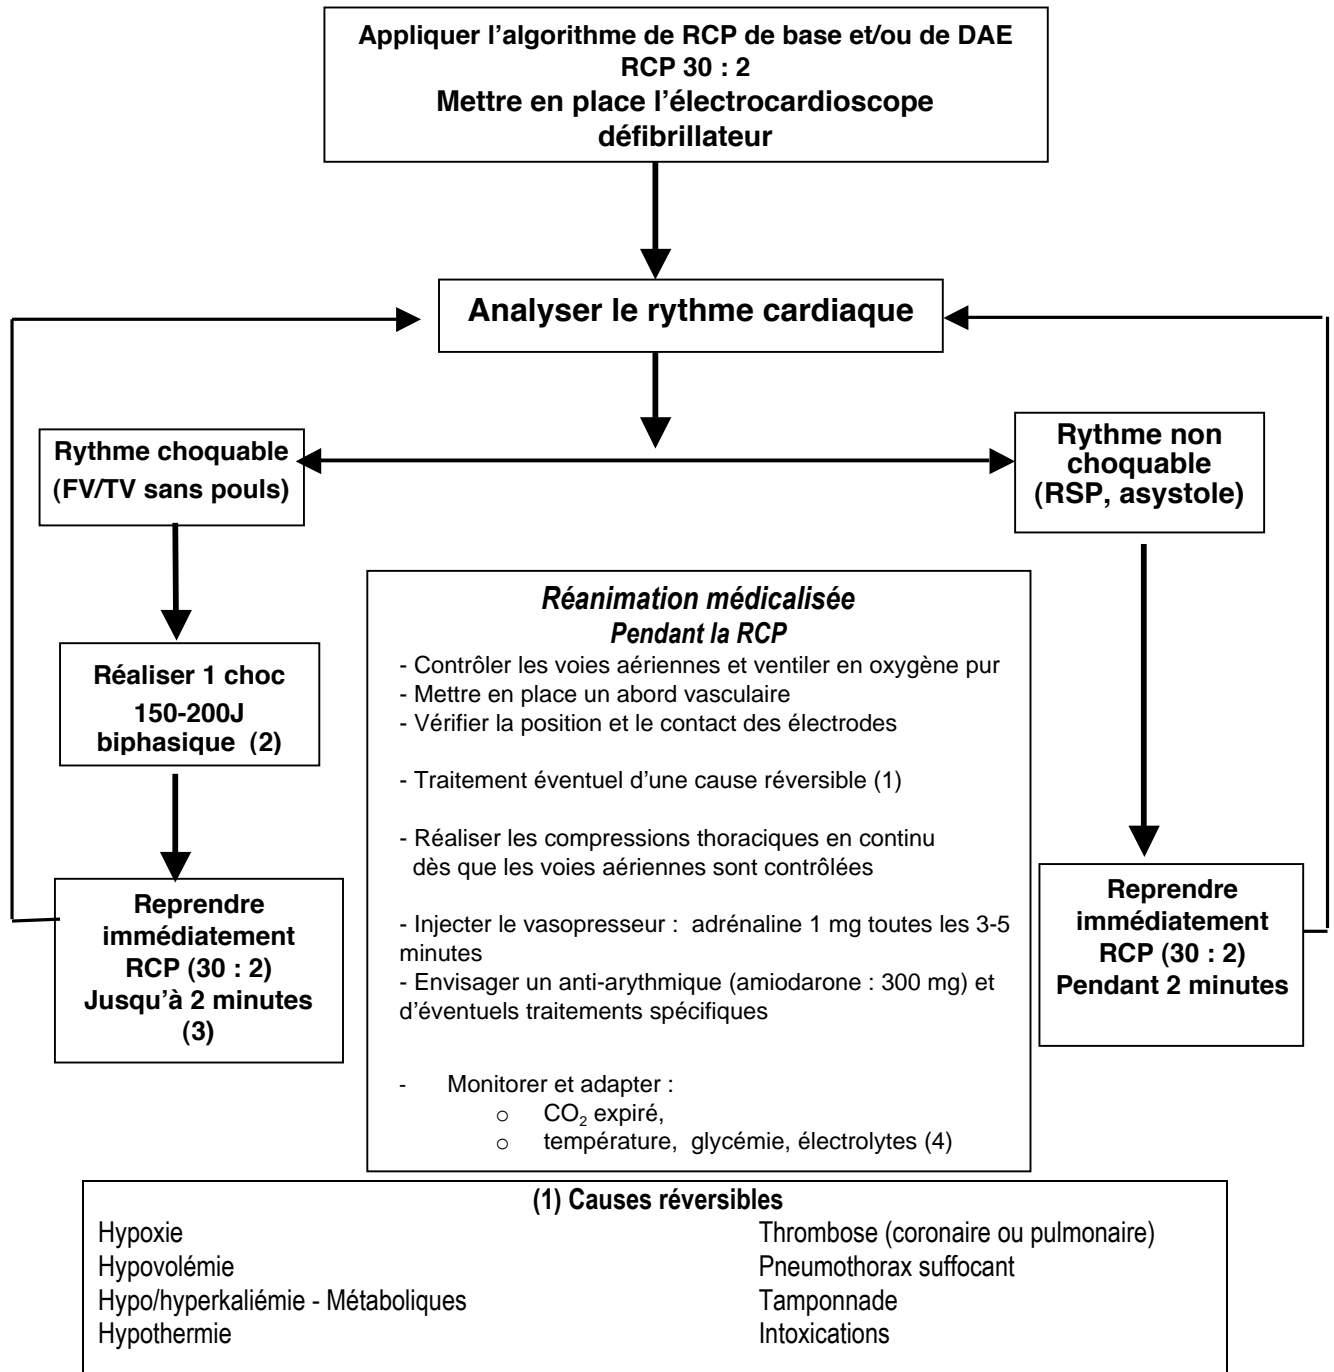 Appliquer l’algorithme de RCP de base et/ou de DAE
RCP 30 : 2
Mettre en place l’électrocardioscope
défibrillateur
Analyser le rythme cardiaque
Rythme choquable
(FV/TV sans pouls)
Rythme non
choquable
(RSP, asystole)
Réaliser 1 choc
150-200J
biphasique (2)
Reprendre
immédiatement
RCP (30 : 2)
Jusqu’à 2 minutes
(3)
Réanimation médicalisée
Pendant la RCP
- Contrôler les voies aériennes et ventiler en oxygène pur
- Mettre en place un abord vasculaire
- Vérifier la position et le contact des électrodes
- Traitement éventuel d’une cause réversible (1)
- Réaliser les compressions thoraciques en continu
dès que les voies aériennes sont contrôlées
- Injecter le vasopresseur : adrénaline 1 mg toutes les 3-5
minutes
- Envisager un anti-arythmique (amiodarone : 300 mg) et
d’éventuels traitements spécifiques
- Monitorer et adapter :
o CO₂ expiré,
o température, glycémie, électrolytes (4)
Reprendre
immédiatement
RCP (30 : 2)
Pendant 2 minutes
(1) Causes réversibles
Hypoxie
Hypovolémie
Hypo/hyperkaliémie - Métaboliques
Hypothermie
Thrombose (coronaire ou pulmonaire)
Pneumothorax suffocant
Tamponnade
Intoxications